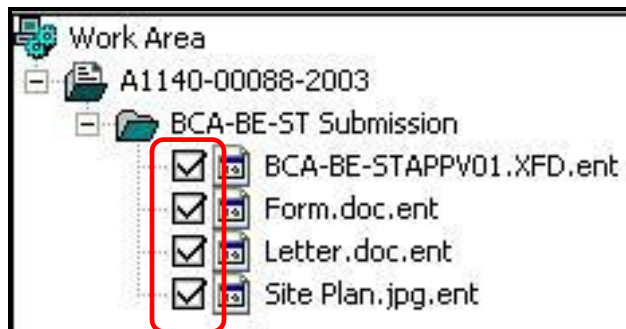 Work Area
A1140-00088-2003
BCA-BE-ST Submission
BCA-BE-STAPPV01.XFD.ent
Form.doc.ent
Letter.doc.ent
Site Plan.jpg.ent